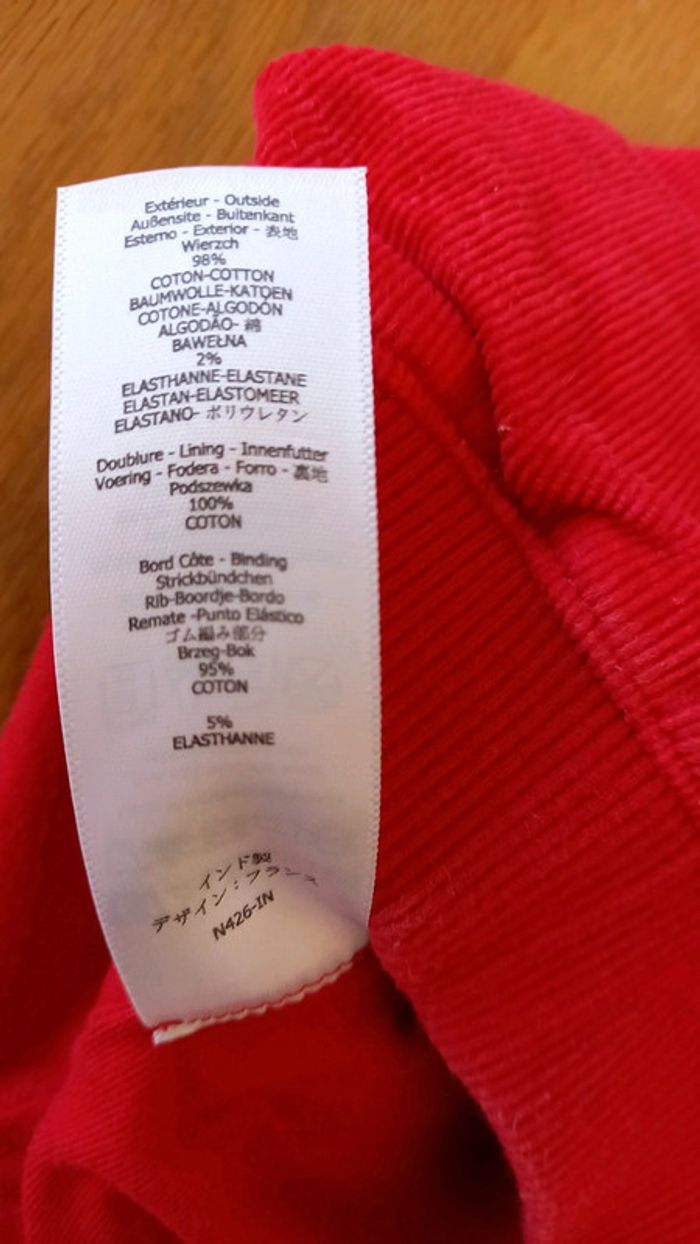 Extérieur - Outside
Außensite - Buitenkant
Esterno - Exterior - 表地
Wierzch
98%
COTON-COTTON
BAUMWOLLE-KATOEN
COTONE-ALGODÓN
ALGODÃO- 綿
BAWEŁNA
2%
ELASTHANNE-ELASTANE
ELASTAN-ELASTOMEER
ELASTANO- ポリウレタン
Doublure - Lining - Innenfutter
Voering - Fodera - Forro - 裏地
Podszewka
100%
COTON
Bord Côte - Binding
Strickbündchen
Rib-Boordje-Bordo
Remate -Punto Elástico
ゴム編み部分
Brzeg-Bok
95%
COTON
5%
ELASTHANNE
インド製
デザイン:フランス
N426-IN